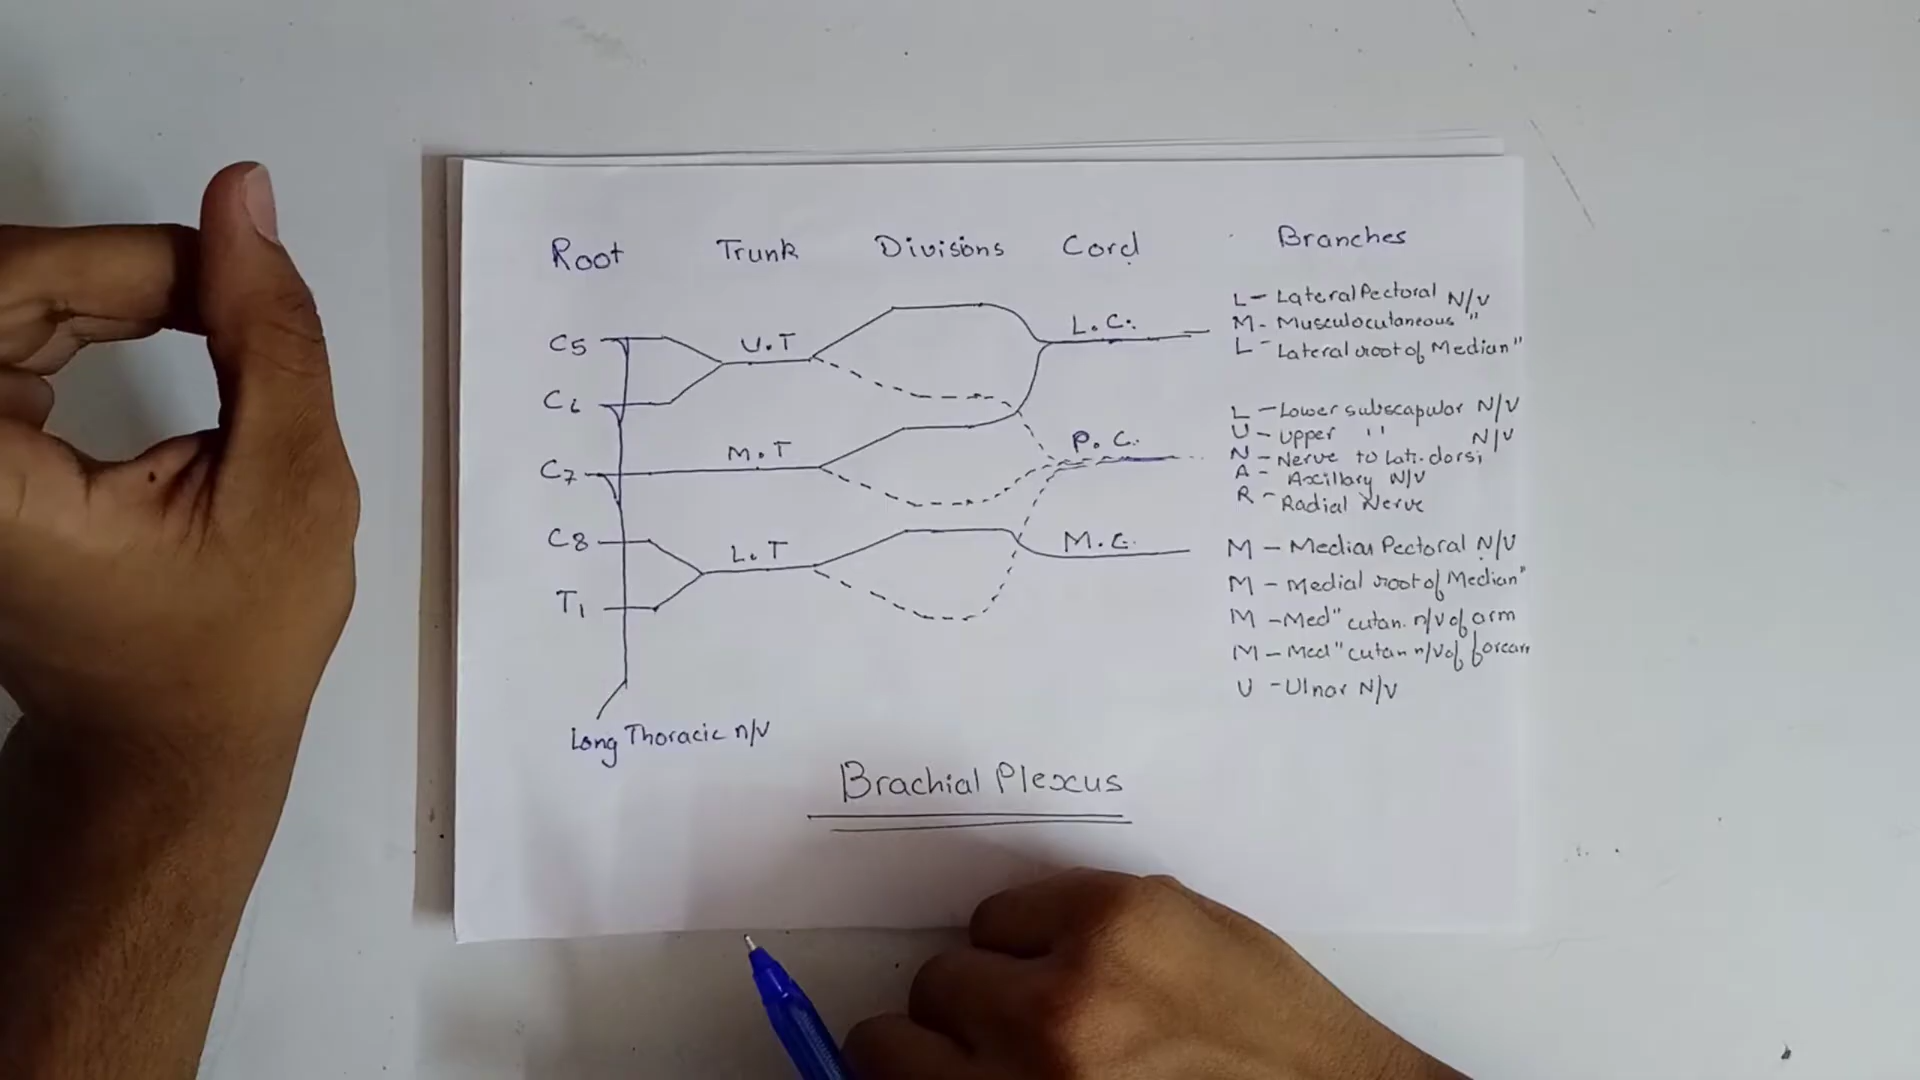 Root Trunk Divisions Cord Branches
L - Lateral Pectoral N/V
C5 U.T L.C. M - Musculocutaneous "
L - Lateral root of Median "
C6 L - Lower subscapular N/V
U - Upper " N/V
M.T P.C. N - Nerve to Lati. dorsi
C7 A - Axillary N/V
R - Radial Nerve
C8 L.T M.C. M - Median Pectoral N/V
M - Medial root of Median "
T1 M - Med" cutan. n/v of arm
M - Med" cutan n/v of forearm
U - Ulnar N/V
Long Thoracic n/v
Brachial Plexus